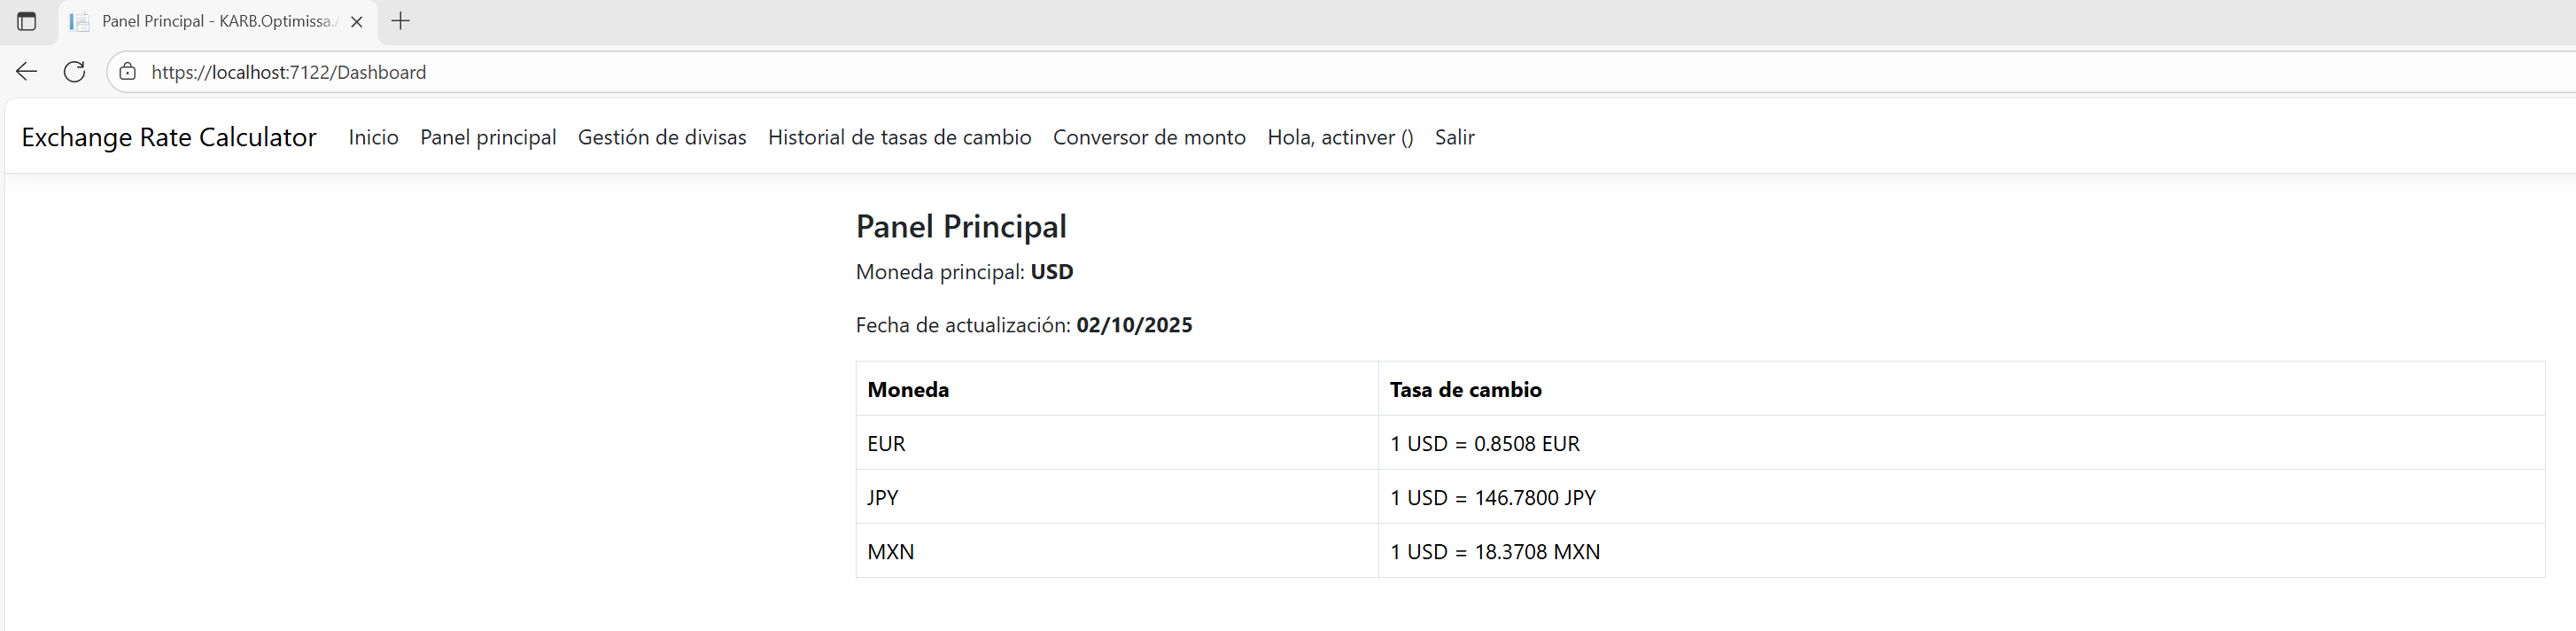 Panel Principal - KARB.Optimissa.
https://localhost:7122/Dashboard
Exchange Rate Calculator Inicio Panel principal Gestión de divisas Historial de tasas de cambio Conversor de monto Hola, actinver () Salir
Panel Principal
Moneda principal: USD
Fecha de actualización: 02/10/2025
Moneda Tasa de cambio
EUR 1 USD = 0.8508 EUR
JPY 1 USD = 146.7800 JPY
MXN 1 USD = 18.3708 MXN